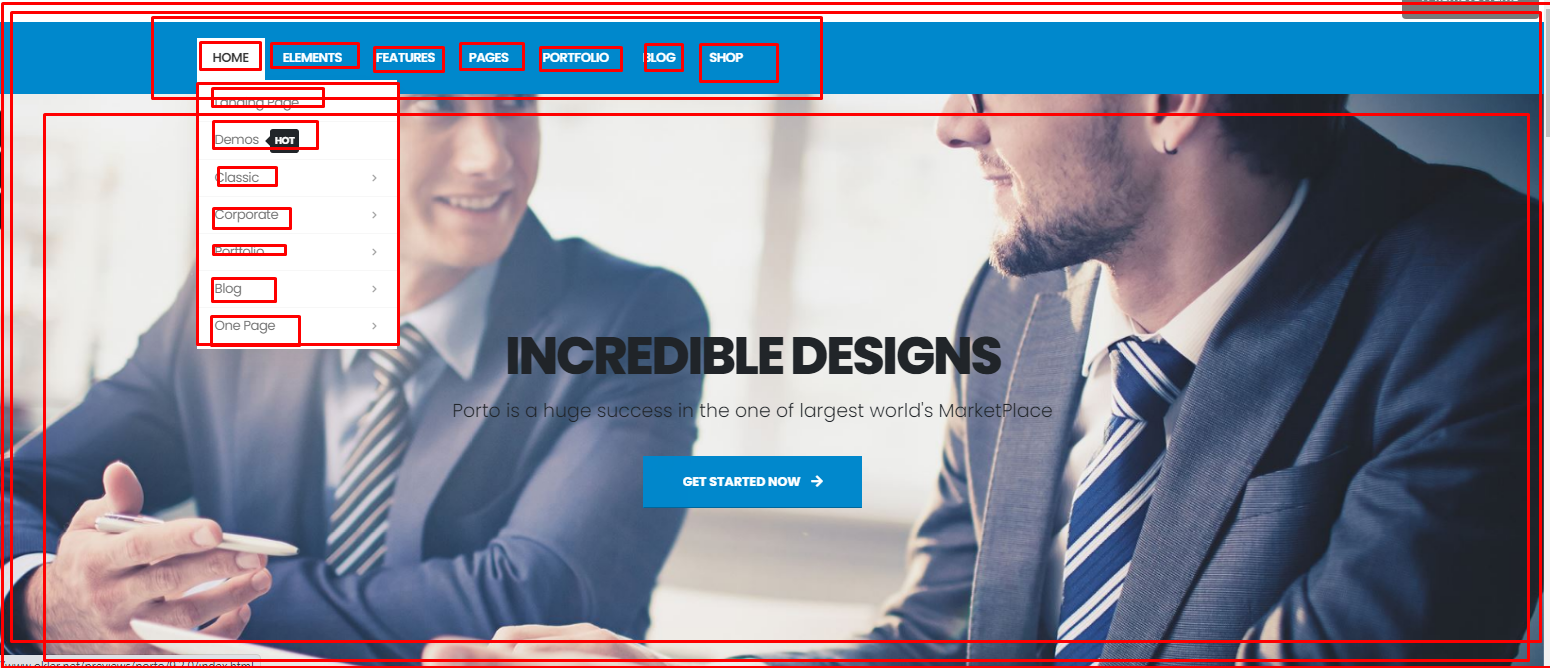 HOME ELEMENTS FEATURES PAGES PORTFOLIO BLOG SHOP
Landing Page
Demos HOT
Classic
Corporate
Portfolio
Blog
One Page
INCREDIBLE DESIGNS
Porto is a huge success in the one of largest world's MarketPlace
GET STARTED NOW